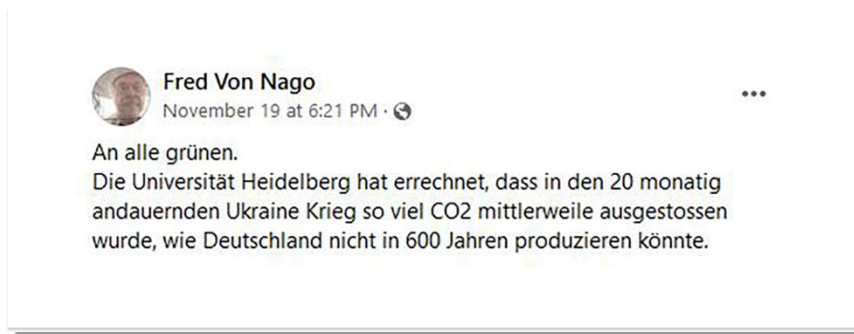 Fred Von Nago
November 19 at 6:21 PM ·
An alle grünen.
Die Universität Heidelberg hat errechnet, dass in den 20 monatig
andauernden Ukraine Krieg so viel CO2 mittlerweile ausgestossen
wurde, wie Deutschland nicht in 600 Jahren produzieren könnte.